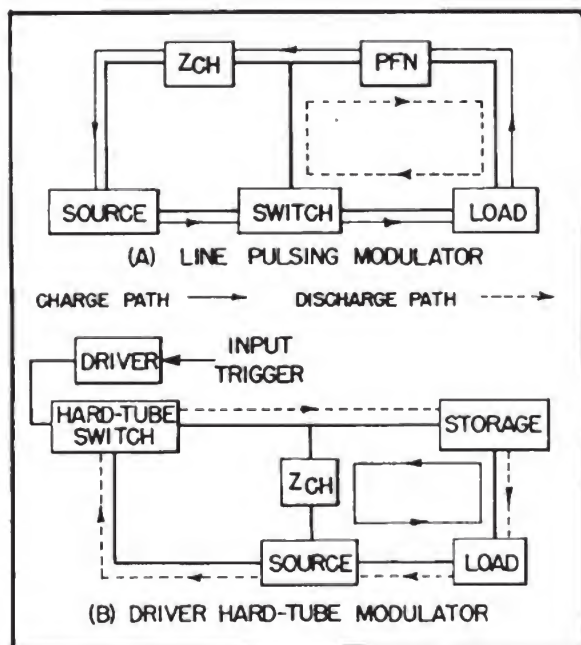 ZCH
PFN
SOURCE
SWITCH
LOAD
(A) LINE PULSING MODULATOR
CHARGE PATH
DISCHARGE PATH
DRIVER
INPUT
TRIGGER
HARD-TUBE
SWITCH
STORAGE
ZCH
SOURCE
LOAD
(B) DRIVER HARD-TUBE MODULATOR